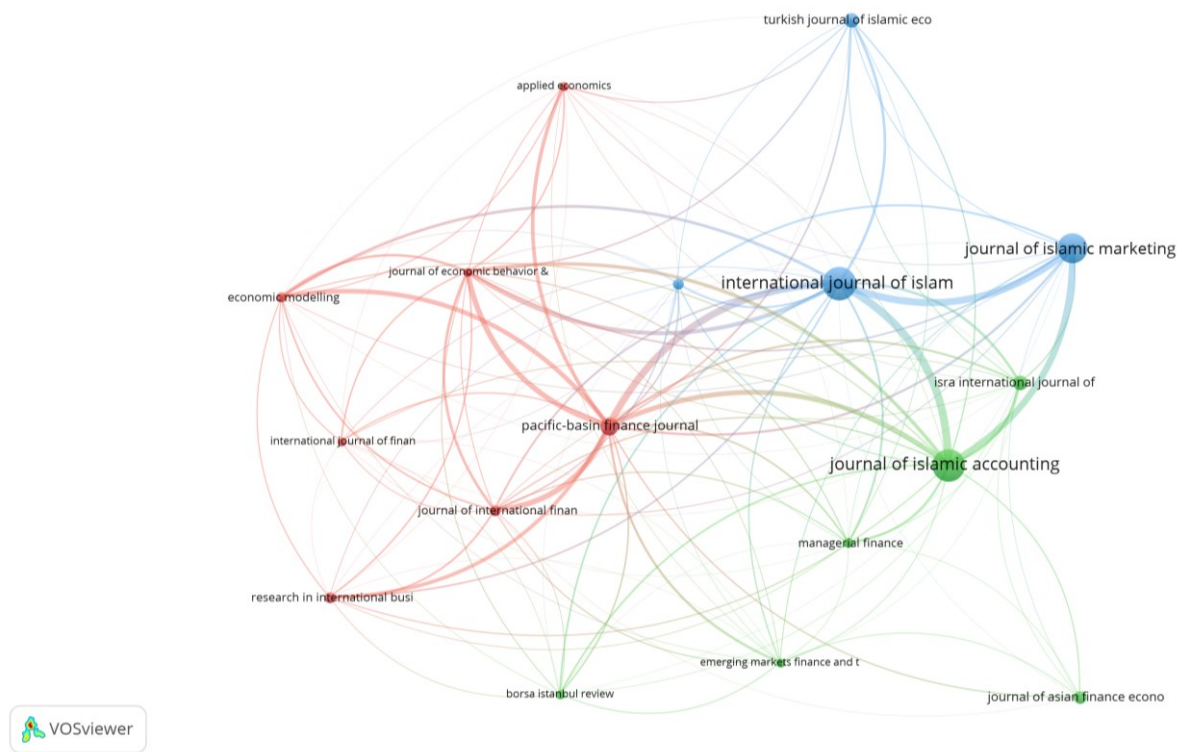 turkish journal of islamic eco
applied economics
journal of islamic marketing
journal of economic behavior &
international journal of islam
economic modelling
isra international journal of
pacific-basin finance journal
international journal of finan
journal of islamic accounting
journal of international finan
managerial finance
research in international busi
emerging markets finance and t
borsa istanbul review
journal of asian finance econo
VOSviewer